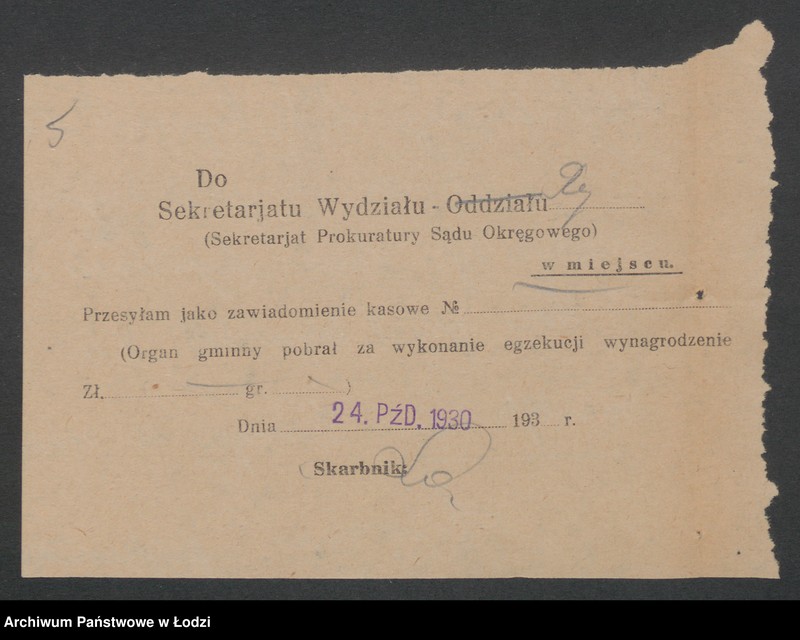 5
Do
Sekretarjatu Wydziału - Oddziału
(Sekretarjat Prokuratury Sądu Okręgowego)
w miejscu.
Przesyłam jako zawiadomienie kasowe №
(Organ gminny pobrał za wykonanie egzekucji wynagrodzenie
Zł. — gr. )
Dnia 24. PŹD. 1930 193 r.
Skarbnik:
Archiwum Państwowe w Łodzi